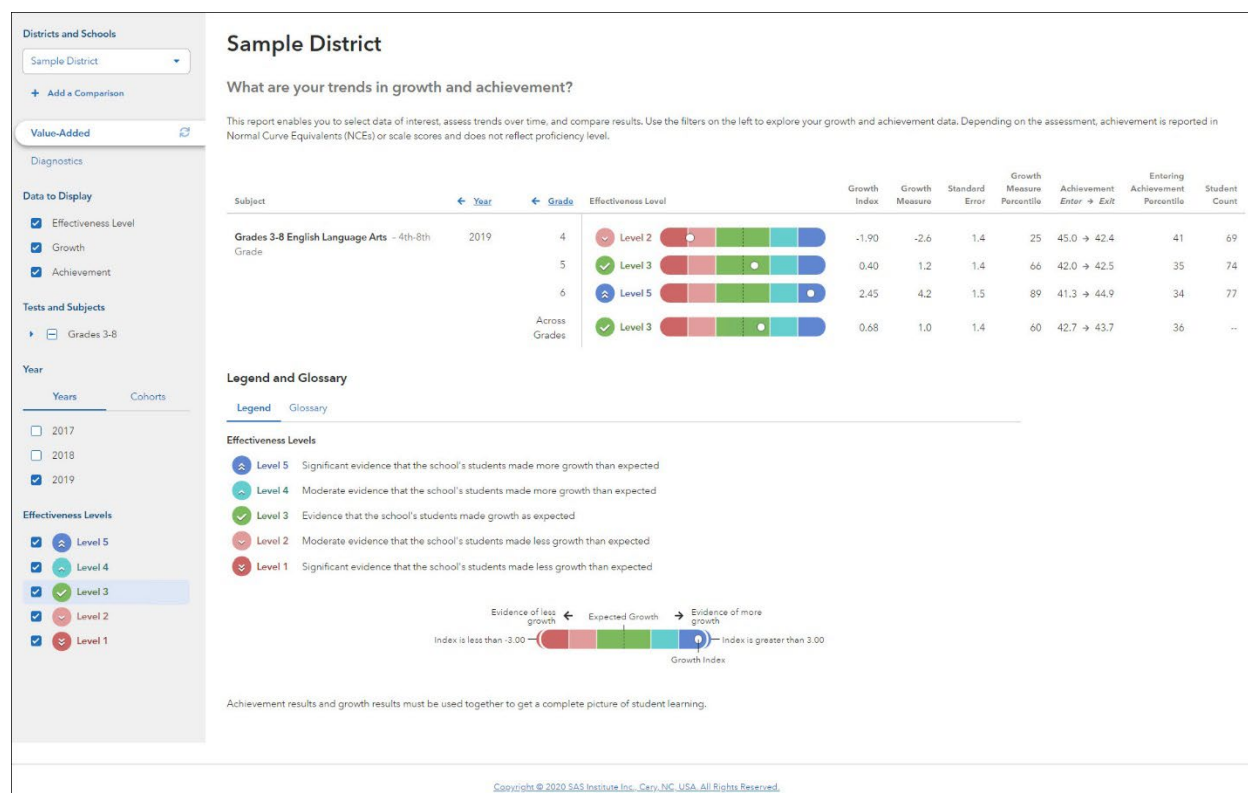 Districts and Schools
Sample District
+ Add a Comparison
Value-Added
Diagnostics
Data to Display
Effectiveness Level
Growth
Achievement
Tests and Subjects
Grades 3-8
Year
Years Cohorts
2017
2018
2019
Effectiveness Levels
Level 5
Level 4
Level 3
Level 2
Level 1
Sample District
What are your trends in growth and achievement?
This report enables you to select data of interest, assess trends over time, and compare results. Use the filters on the left to explore your growth and achievement data. Depending on the assessment, achievement is reported in
Normal Curve Equivalents (NCEs) or scale scores and does not reflect proficiency level.
Subject ← Year ← Grade Effectiveness Level Growth Index Growth Measure Standard Error Growth Measure Percentile Achievement Enter → Exit Entering Achievement Percentile Student Count
Grades 3-8 English Language Arts - 4th-8th 2019 4 Level 2 -1.90 -2.6 1.4 25 45.0 → 42.4 41 69
Grade
5 Level 3 0.40 1.2 1.4 66 42.0 → 42.5 35 74
6 Level 5 2.45 4.2 1.5 89 41.3 → 44.9 34 77
Across Grades Level 3 0.68 1.0 1.4 60 42.7 → 43.7 36 --
Legend and Glossary
Legend Glossary
Effectiveness Levels
Level 5 Significant evidence that the school's students made more growth than expected
Level 4 Moderate evidence that the school's students made more growth than expected
Level 3 Evidence that the school's students made growth as expected
Level 2 Moderate evidence that the school's students made less growth than expected
Level 1 Significant evidence that the school's students made less growth than expected
Evidence of less growth ← Expected Growth → Evidence of more growth
Index is less than -3.00 Index is greater than 3.00
Growth Index
Achievement results and growth results must be used together to get a complete picture of student learning.
Copyright © 2020 SAS Institute Inc., Cary, NC, USA. All Rights Reserved.